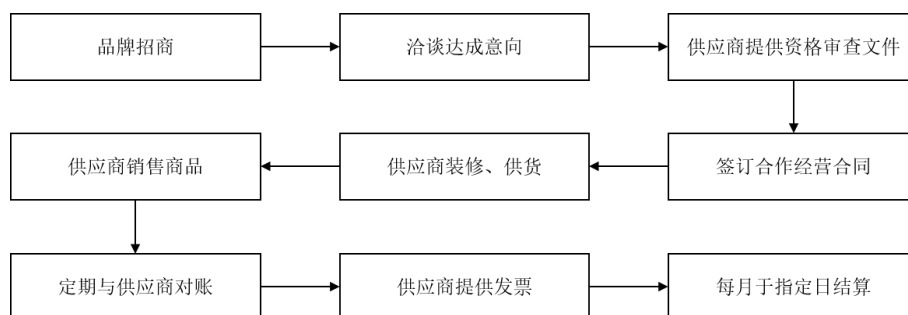 品牌招商
洽谈达成意向
供应商提供资格审查文件
签订合作经营合同
供应商装修、供货
供应商销售商品
定期与供应商对账
供应商提供发票
每月于指定日结算